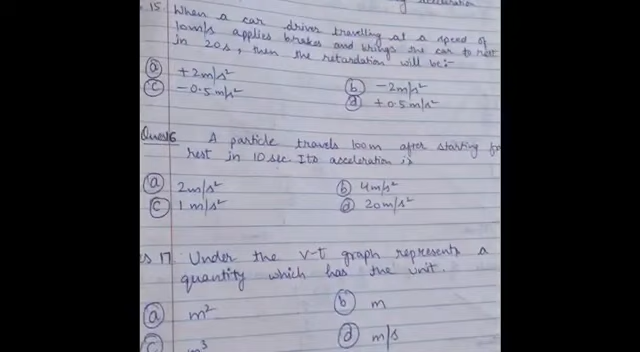 acceleration
15 When a car driver travelling at a speed of
10m/s applies brakes and brings the car to rest
in 20s, then the retardation will be:-
(a) +2m/s²
(b) -2m/s²
(c) -0.5m/s²
(d) +0.5m/s²
Ques16 A particle travels 100m after starting
rest in 10 sec. Its acceleration is
(a) 2m/s²
(b) 4m/s²
(c) 1m/s²
(d) 20m/s²
s 17 Under the v-t graph represents a
quantity which has the unit.
(a) m²
(b) m
(c) m³
(d) m/s